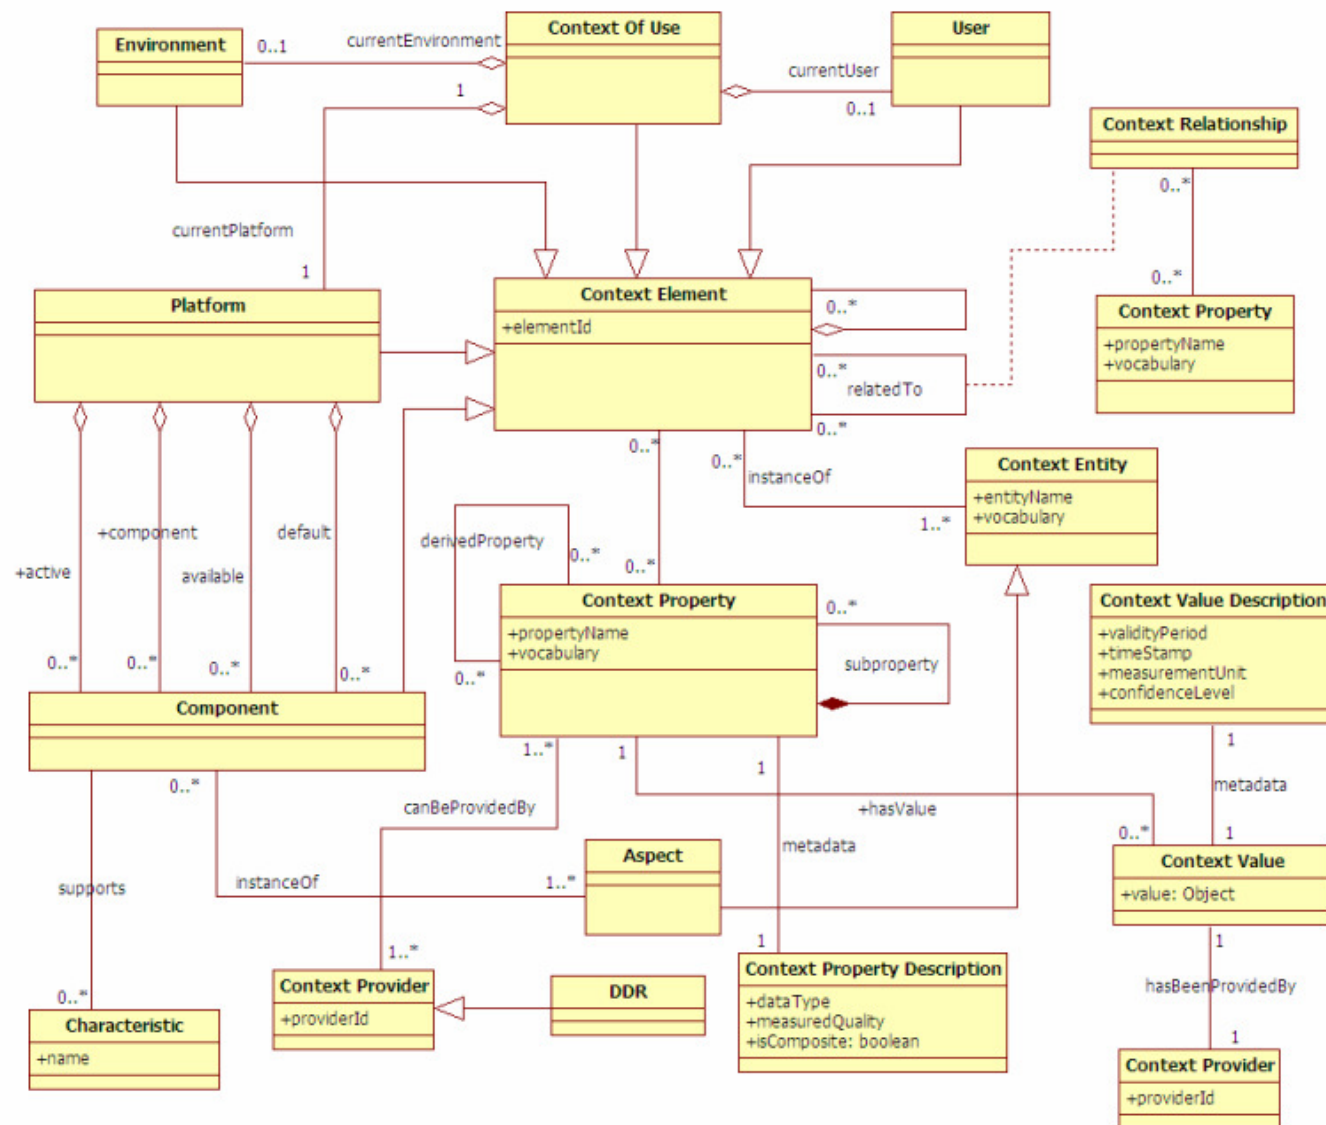 Environment
0..1
currentEnvironment
Context Of Use
User
currentUser
0..1
1
currentPlatform
1
Context Relationship
0..*
0..*
Context Property
+propertyName
+vocabulary
Platform
Context Element
+elementId
0..*
0..*
relatedTo
0..*
+active
+component
available
default
0..*
0..*
0..*
0..*
0..*
0..*
instanceOf
1..*
Context Entity
+entityName
+vocabulary
derivedProperty
0..*
0..*
0..*
Context Property
+propertyName
+vocabulary
0..*
subproperty
Context Value Description
+validityPeriod
+timeStamp
+measurementUnit
+confidenceLevel
1
metadata
1
Component
0..*
1..*
1
1
canBeProvidedBy
+hasValue
0..*
metadata
Context Value
+value: Object
supports
instanceOf
1..*
Aspect
1..*
1
1
hasBeenProvidedBy
1
0..*
Characteristic
+name
Context Provider
+providerId
DDR
Context Property Description
+dataType
+measuredQuality
+isComposite: boolean
Context Provider
+providerId